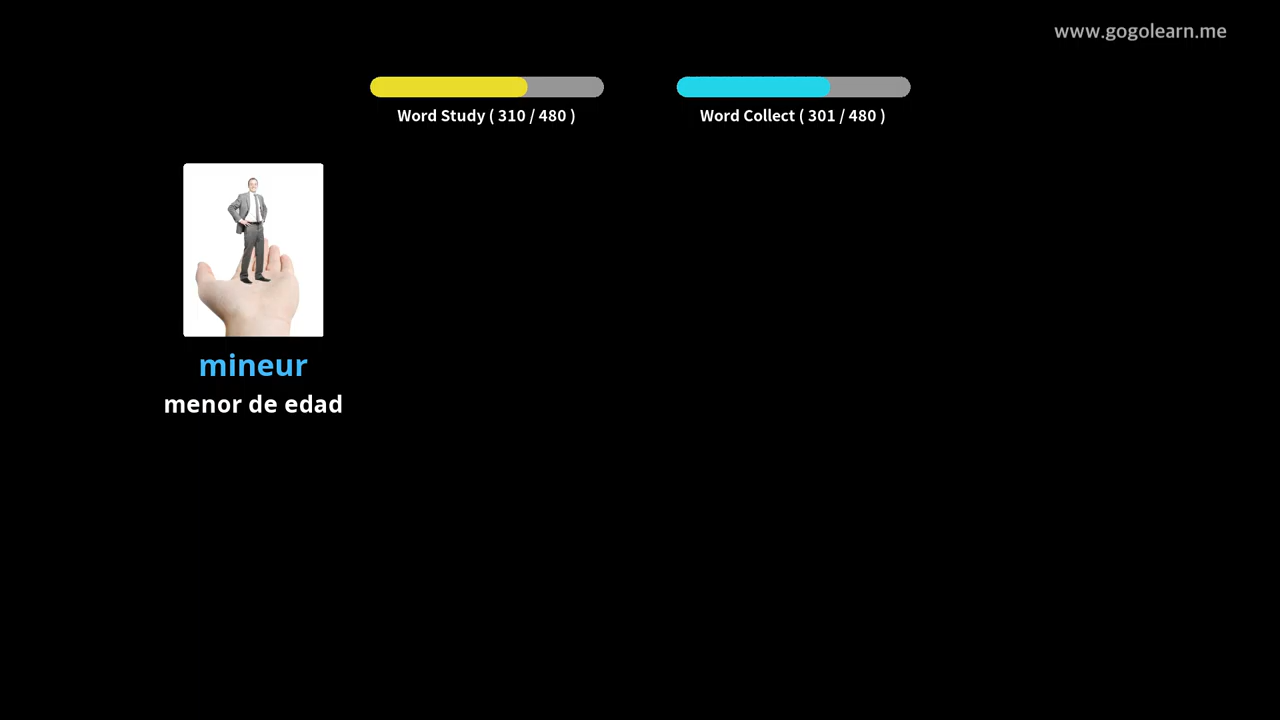 www.gogolearn.me
Word Study ( 310 / 480 )
Word Collect ( 301 / 480 )
mineur
menor de edad